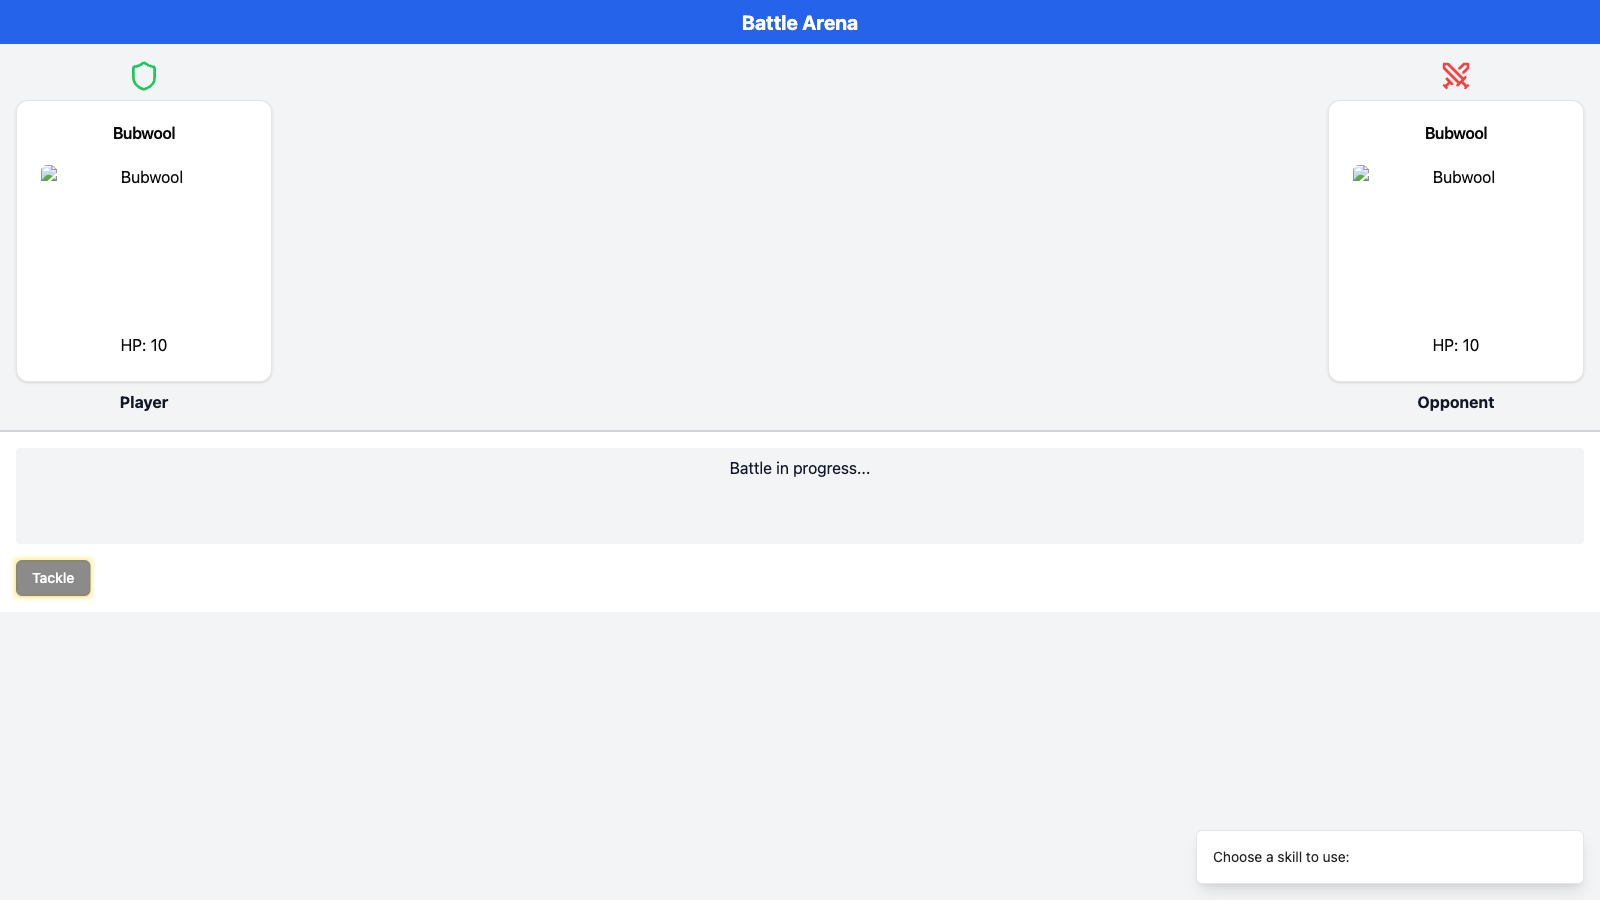 Battle Arena
Bubwool
Bubwool
HP: 10
Player
Bubwool
Bubwool
HP: 10
Opponent
Battle in progress...
Tackle
Choose a skill to use: